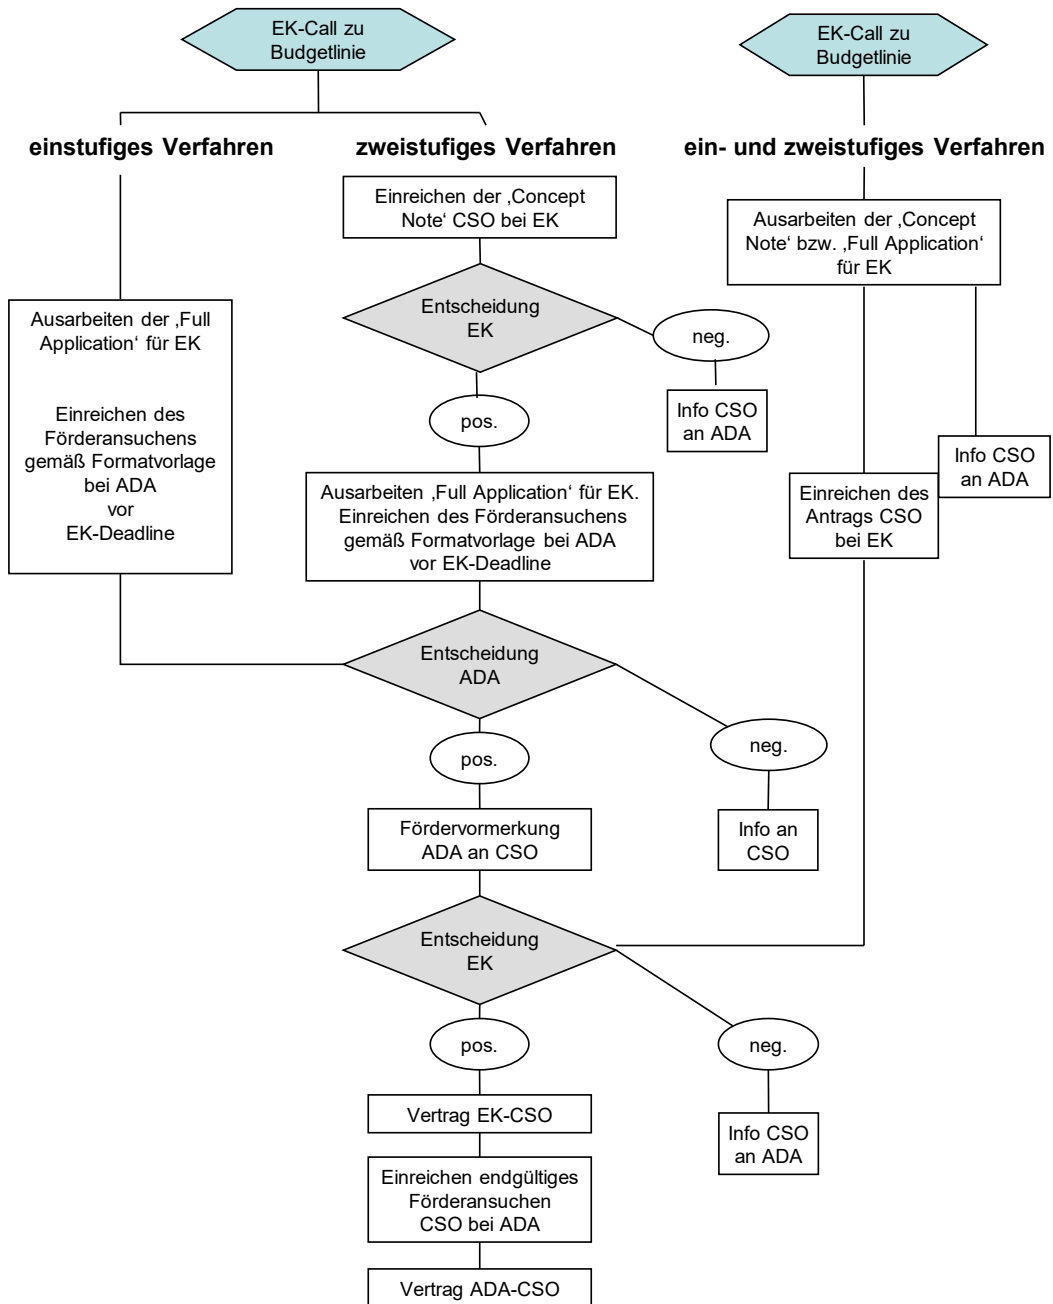 EK-Call zu
Budgetlinie
EK-Call zu
Budgetlinie
einstufiges Verfahren
zweistufiges Verfahren
ein- und zweistufiges Verfahren
Einreichen der ‚Concept
Note‘ CSO bei EK
Ausarbeiten der ‚Concept
Note‘ bzw. ‚Full Application‘
für EK
Entscheidung
EK
neg.
Info CSO
an ADA
pos.
Ausarbeiten der ‚Full
Application‘ für EK
Einreichen des
Förderansuchens
gemäß Formatvorlage
bei ADA
vor
EK-Deadline
Ausarbeiten ‚Full Application‘ für EK.
Einreichen des Förderansuchens
gemäß Formatvorlage bei ADA
vor EK-Deadline
Info CSO
an ADA
Einreichen des
Antrags CSO
bei EK
Entscheidung
ADA
neg.
Info an
CSO
pos.
Fördervormerkung
ADA an CSO
Entscheidung
EK
neg.
Info CSO
an ADA
pos.
Vertrag EK-CSO
Einreichen endgültiges
Förderansuchen
CSO bei ADA
Vertrag ADA-CSO